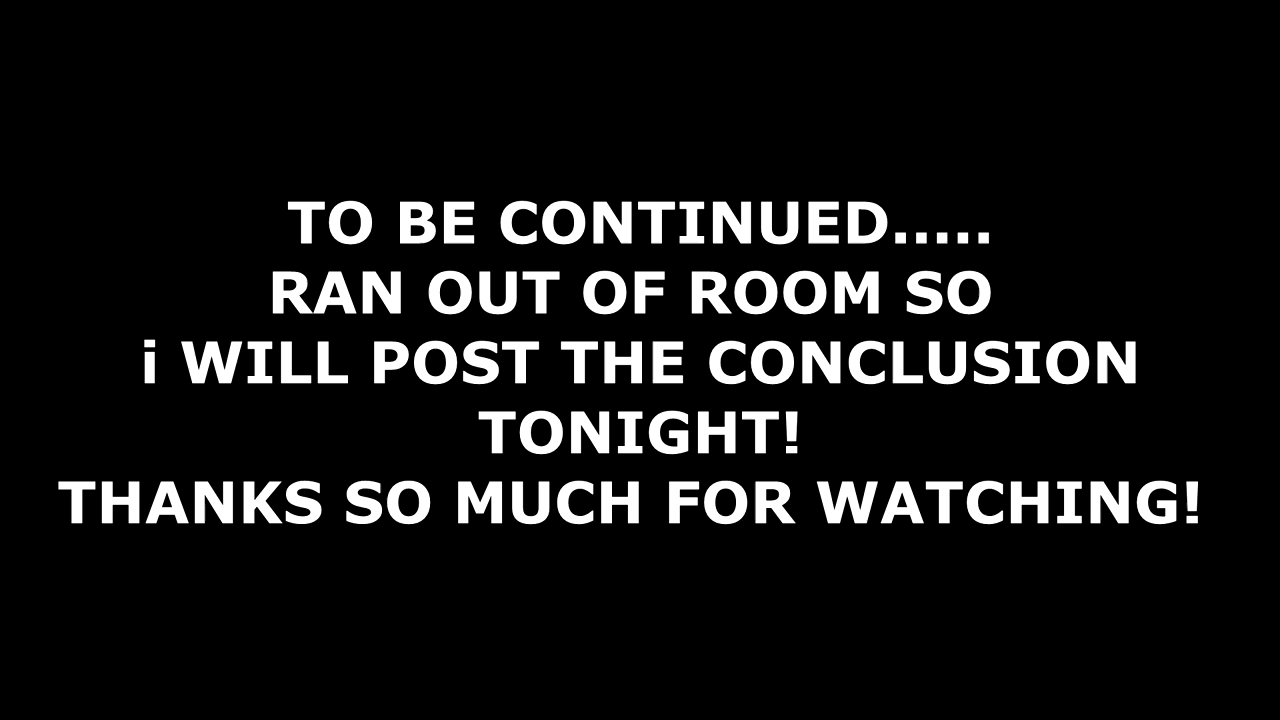 TO BE CONTINUED.....
RAN OUT OF ROOM SO
i WILL POST THE CONCLUSION
TONIGHT!
THANKS SO MUCH FOR WATCHING!